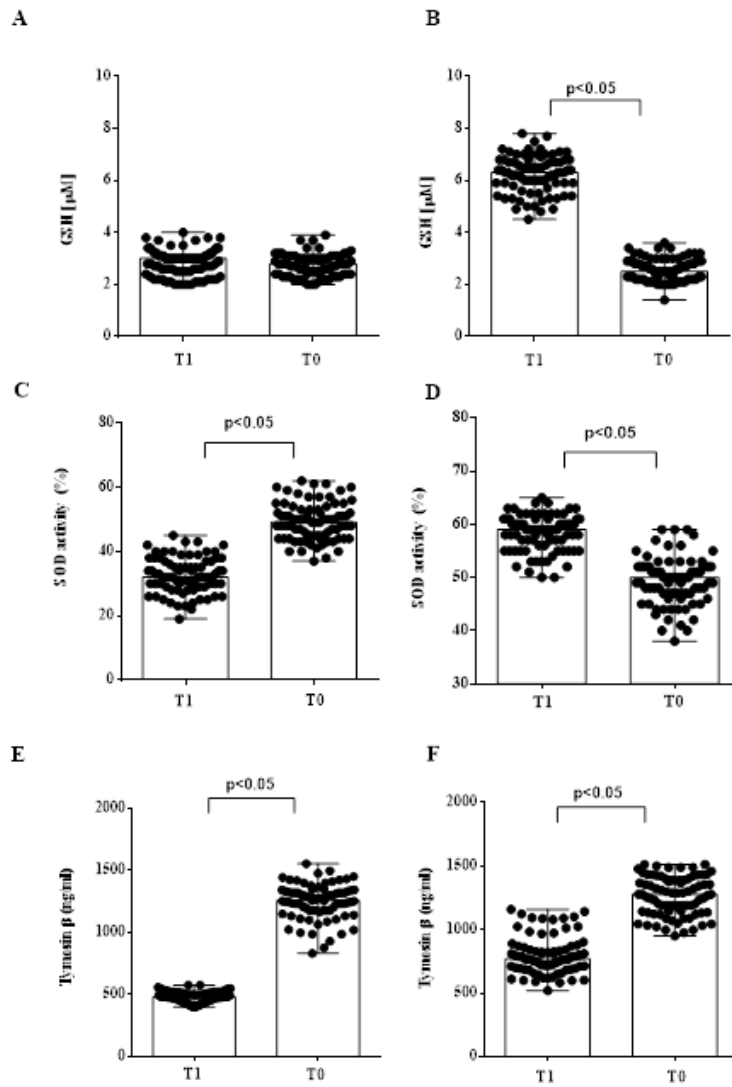 A
B
10
8
6
4
2
0
GSH [µM]
T1
T0
p<0.05
10
8
6
4
2
0
GSH [µM]
T1
T0
C
D
p<0.05
80
60
40
20
0
SOD activity (%)
T1
T0
p<0.05
80
70
60
50
40
30
SOD activity (%)
T1
T0
E
F
p<0.05
2000
1500
1000
500
0
Tymosin β (ng/ml)
T1
T0
p<0.05
2000
1500
1000
500
0
Tymosin β (ng/ml)
T1
T0